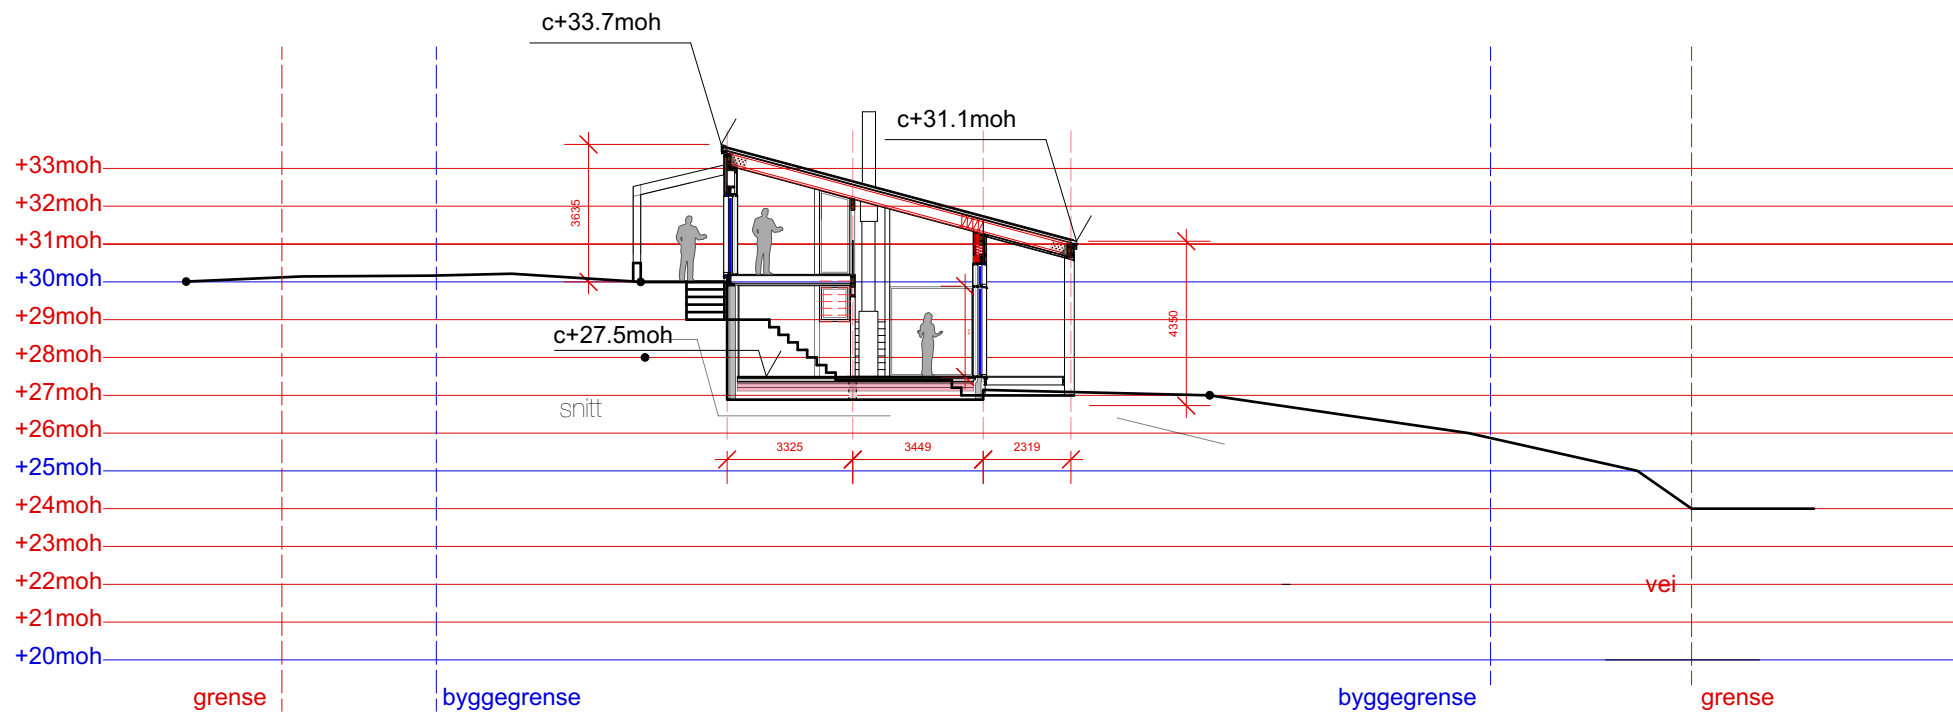 c+33.7moh
c+31.1moh
+33moh
+32moh
3635
+31moh
+30moh
+29moh
4350
c+27.5moh
+28moh
+27moh
snitt
+26moh
3325
3449
2319
+25moh
+24moh
+23moh
+22moh
vei
+21moh
+20moh
grense
byggegrense
byggegrense
grense